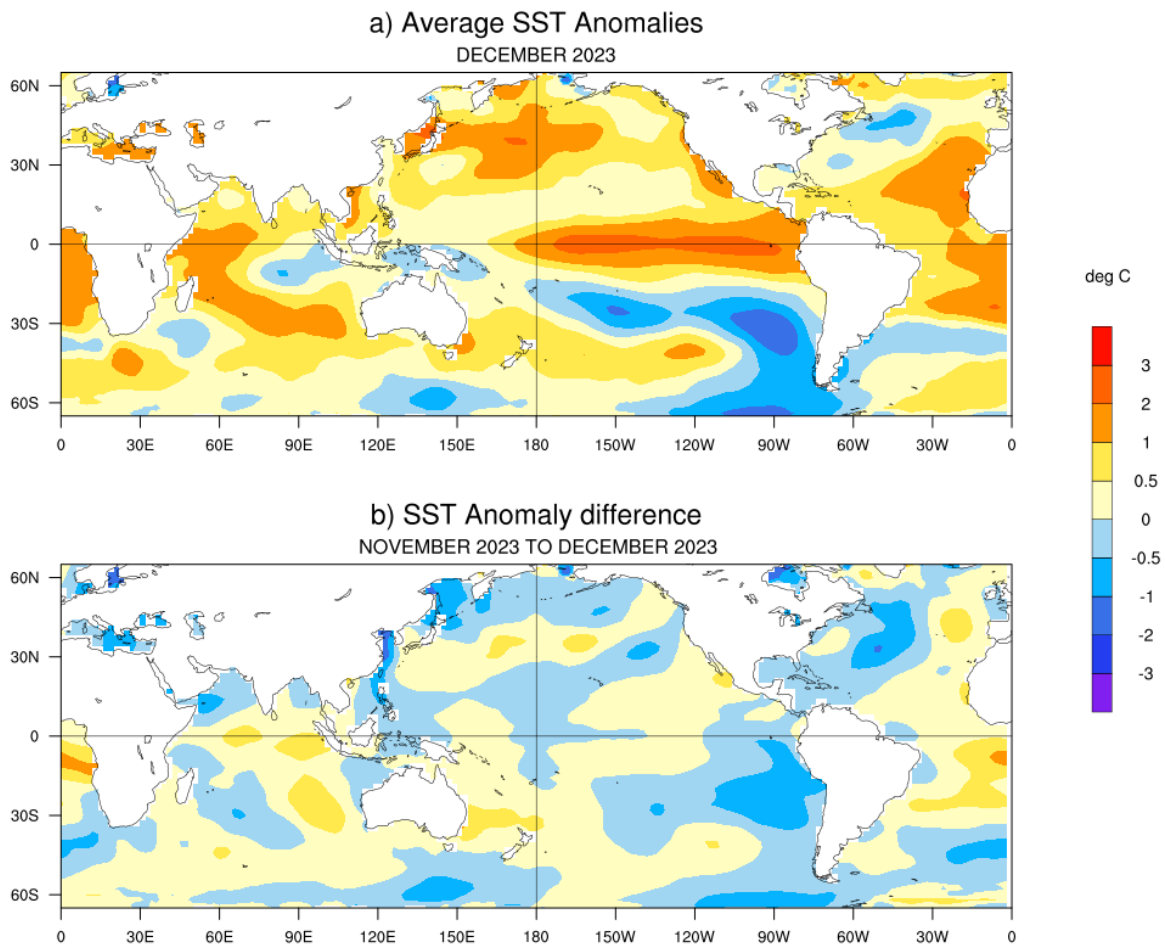 a) Average SST Anomalies
DECEMBER 2023
60N
30N
0
30S
60S
0 30E 60E 90E 120E 150E 180 150W 120W 90W 60W 30W 0
deg C
3
2
1
0.5
0
-0.5
-1
-2
-3
b) SST Anomaly difference
NOVEMBER 2023 TO DECEMBER 2023
60N
30N
0
30S
60S
0 30E 60E 90E 120E 150E 180 150W 120W 90W 60W 30W 0